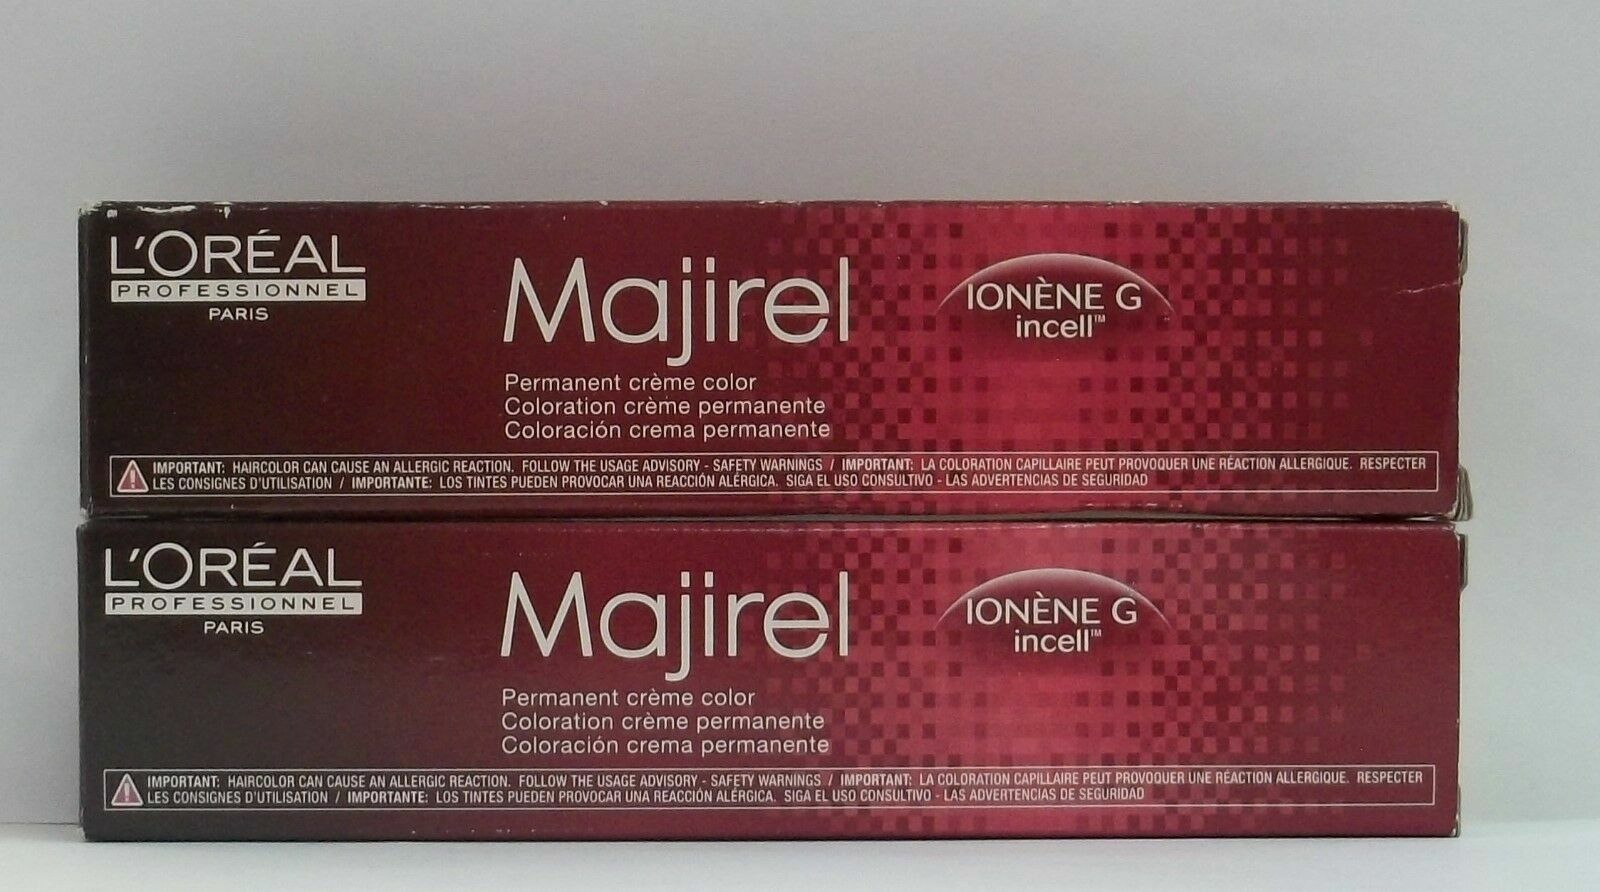 L'ORÉAL
PROFESSIONNEL
PARIS
Majirel
IONÈNE G
incell™
Permanent crème color
Coloration crème permanente
Coloración crema permanente
IMPORTANT: HAIRCOLOR CAN CAUSE AN ALLERGIC REACTION. FOLLOW THE USAGE ADVISORY - SAFETY WARNINGS / IMPORTANT: LA COLORATION CAPILLAIRE PEUT PROVOQUER UNE RÉACTION ALLERGIQUE. RESPECTER
LES CONSIGNES D'UTILISATION / IMPORTANTE: LOS TINTES PUEDEN PROVOCAR UNA REACCIÓN ALÉRGICA. SIGA EL USO CONSULTIVO - LAS ADVERTENCIAS DE SEGURIDAD
L'ORÉAL
PROFESSIONNEL
PARIS
Majirel
IONÈNE G
incell™
Permanent crème color
Coloration crème permanente
Coloración crema permanente
IMPORTANT: HAIRCOLOR CAN CAUSE AN ALLERGIC REACTION. FOLLOW THE USAGE ADVISORY - SAFETY WARNINGS / IMPORTANT: LA COLORATION CAPILLAIRE PEUT PROVOQUER UNE RÉACTION ALLERGIQUE. RESPECTER
LES CONSIGNES D'UTILISATION / IMPORTANTE: LOS TINTES PUEDEN PROVOCAR UNA REACCIÓN ALÉRGICA. SIGA EL USO CONSULTIVO - LAS ADVERTENCIAS DE SEGURIDAD